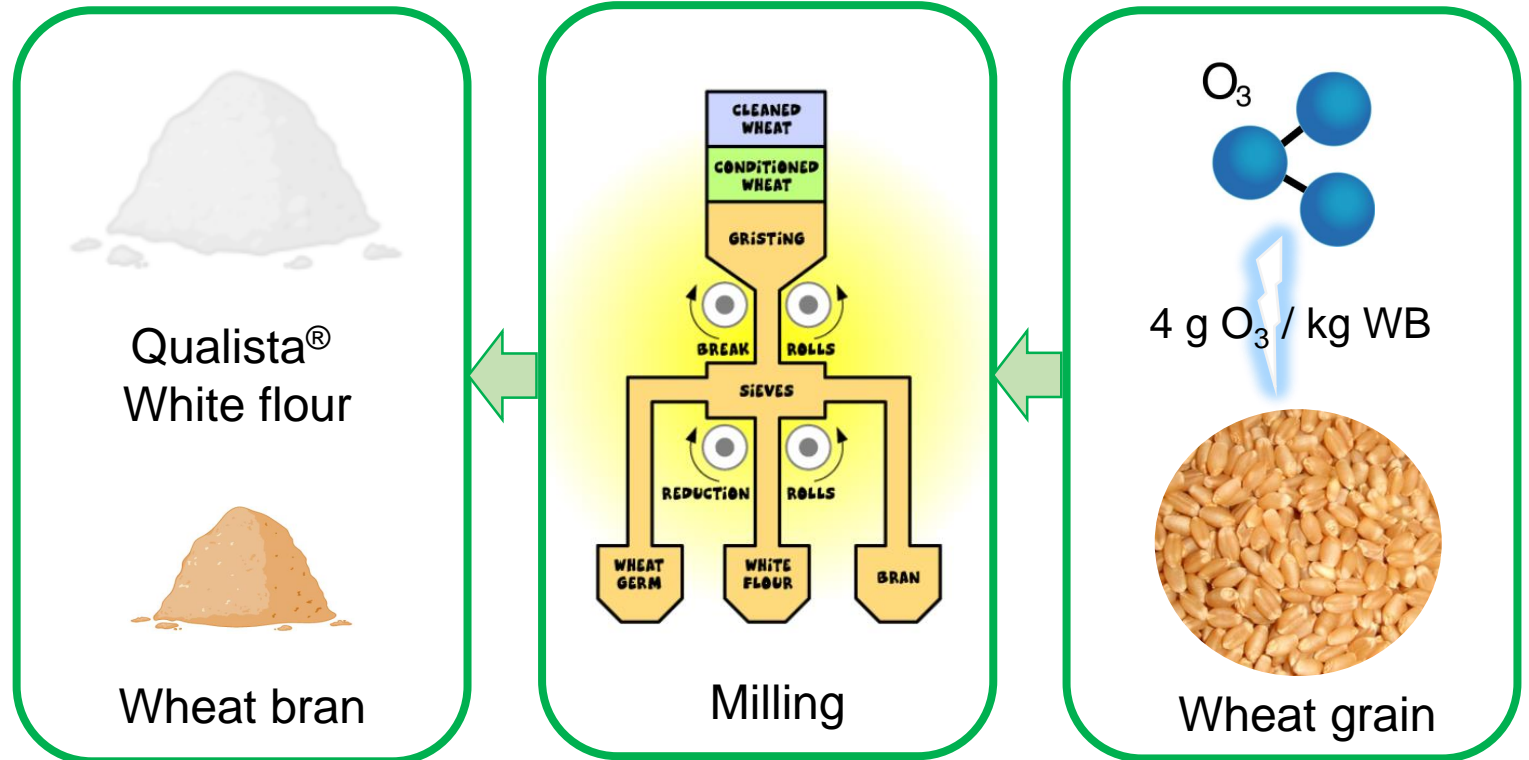 Qualista®
White flour
Wheat bran
CLEANED
WHEAT
CONDiTiONED
WHEAT
GRiSTiNG
BREAK ROLLS
SiEVES
REDUCTiON ROLLS
WHEAT
GERM
WHiTE
FLOUR
BRAN
Milling
O₃
4 g O₃ / kg WB
Wheat grain